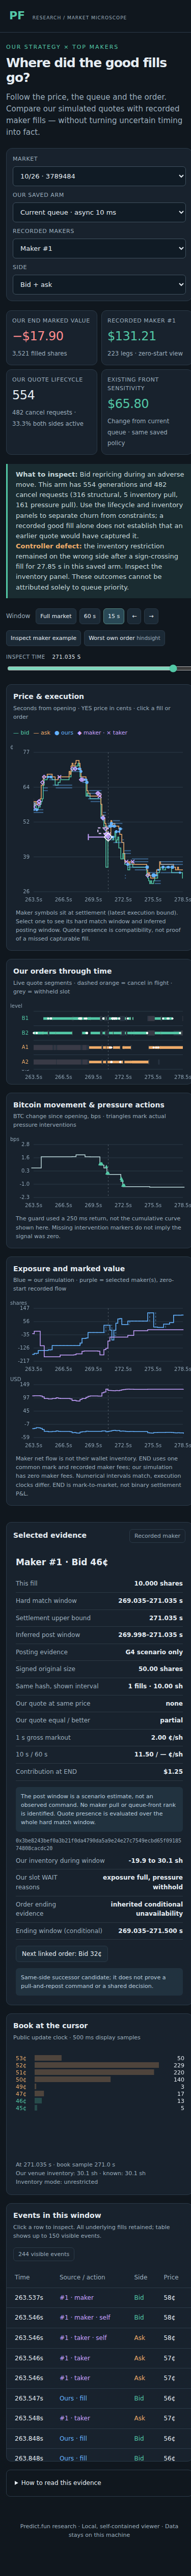 PF RESEARCH / MARKET MICROSCOPE
OUR STRATEGY × TOP MAKERS
Where did the good fills
go?
Follow the price, the queue and the order.
Compare our simulated quotes with recorded
maker fills — without turning uncertain timing
into fact.
MARKET
10/26 · 3789484
OUR SAVED ARM
Current queue · async 10 ms
RECORDED MAKERS
Maker #1
SIDE
Bid + ask
OUR END MARKED VALUE
−$17.90
3,521 filled shares
RECORDED MAKER #1
$131.21
223 legs · zero-start view
OUR QUOTE LIFECYCLE
554
482 cancel requests ·
33.3% both sides active
EXISTING FRONT
SENSITIVITY
$65.80
Change from current
queue · same saved
policy
What to inspect: Bid repricing during an adverse
move. This arm has 554 generations and 482
cancel requests (316 structural, 5 inventory pull,
161 pressure pull). Use the lifecycle and inventory
panels to separate churn from constraints; a
recorded good fill alone does not establish that an
earlier quote would have captured it.
Controller defect: the inventory restriction
remained on the wrong side after a sign-crossing
fill for 27.85 s in this saved arm. Inspect the
inventory panel. These outcomes cannot be
attributed solely to queue priority.
Window Full market 60 s 15 s ← →
Inspect maker example Worst own order hindsight
INSPECT TIME 271.035 S
Price & execution
Seconds from opening · YES price in cents · click a fill or
order
— bid — ask ● ours ◆ maker × taker
¢
77
64
52
39
26
263.5s 266.5s 269.5s 272.5s 275.5s 278.5s
Maker symbols sit at settlement (latest execution bound).
Select one to see its hard match window and inferred
posting window. Quote presence is compatibility, not proof
of a missed capturable fill.
Our orders through time
Live quote segments · dashed orange = cancel in flight ·
grey = withheld slot
level
B1
B2
A1
A2
263.5s 266.5s 269.5s 272.5s 275.5s 278.5s
Bitcoin movement & pressure actions
BTC change since opening, bps · triangles mark actual
pressure interventions
bps
2.8
1.6
0.3
-1.0
-2.3
263.5s 266.5s 269.5s 272.5s 275.5s 278.5s
The guard used a 250 ms return, not the cumulative curve
shown here. Missing intervention markers do not imply the
signal was zero.
Exposure and marked value
Blue = our simulation · purple = selected maker(s), zero-
start recorded flow
shares
147
56
-35
-126
-217
263.5s 266.5s 269.5s 272.5s 275.5s 278.5s
USD
149
97
45
-7
-59
263.5s 266.5s 269.5s 272.5s 275.5s 278.5s
Maker net flow is not their wallet inventory. END uses one
common mark and recorded maker fees; our simulation
has zero maker fees. Numerical intervals match, execution
clocks differ. END is mark-to-market, not binary settlement
P&L.
Selected evidence
Recorded maker
Maker #1 · Bid 46¢
This fill 10.000 shares
Hard match window 269.035–271.035 s
Settlement upper bound 271.035 s
Inferred post window 269.998–271.035 s
Posting evidence G4 scenario only
Signed original size 50.00 shares
Same hash, shown interval 1 fills · 10.00 sh
Our quote at same price none
Our quote equal / better partial
1 s gross markout 2.00 ¢/sh
10 s / 60 s 11.50 / — ¢/sh
Contribution at END $1.25
The post window is a scenario estimate, not an
observed command. No maker pull or queue-front rank
is identified. Quote presence is evaluated over the
whole hard match window.
Our inventory during window -19.9 to 30.1 sh
Our slot WAIT
reasons
exposure full, pressure
withhold
Order ending
evidence
inherited conditional
unavailability
Ending window (conditional) 269.035–271.500 s
Next linked order: Bid 32¢
Same-side successor candidate; it does not prove a
pull-and-repost command or a shared decision.
Book at the cursor
Public update clock · 500 ms display samples
53¢ 50
52¢ 229
51¢ 220
50¢ 140
49¢ 3
47¢ 17
46¢ 13
45¢ 5
At 271.035 s · book sample 271.0 s
Our venue inventory: 30.1 sh · known: 30.1 sh
Inventory mode: unrestricted
Events in this window
Click a row to inspect. All underlying fills retained; table
shows up to 150 visible events.
244 visible events
Time Source / action Side Price
263.537s #1 · maker Bid 58¢
263.546s #1 · maker · self Bid 58¢
263.546s #1 · taker · self Ask 58¢
263.546s #1 · taker Ask 57¢
263.546s #1 · taker Ask 57¢
263.547s Ours · fill Bid 56¢
263.548s #1 · taker Ask 57¢
263.848s Ours · fill Bid 56¢
263.848s Ours · fill Bid 56¢
▸ How to read this evidence
Predict.fun research · Local, self-contained viewer · Data
stays on this machine